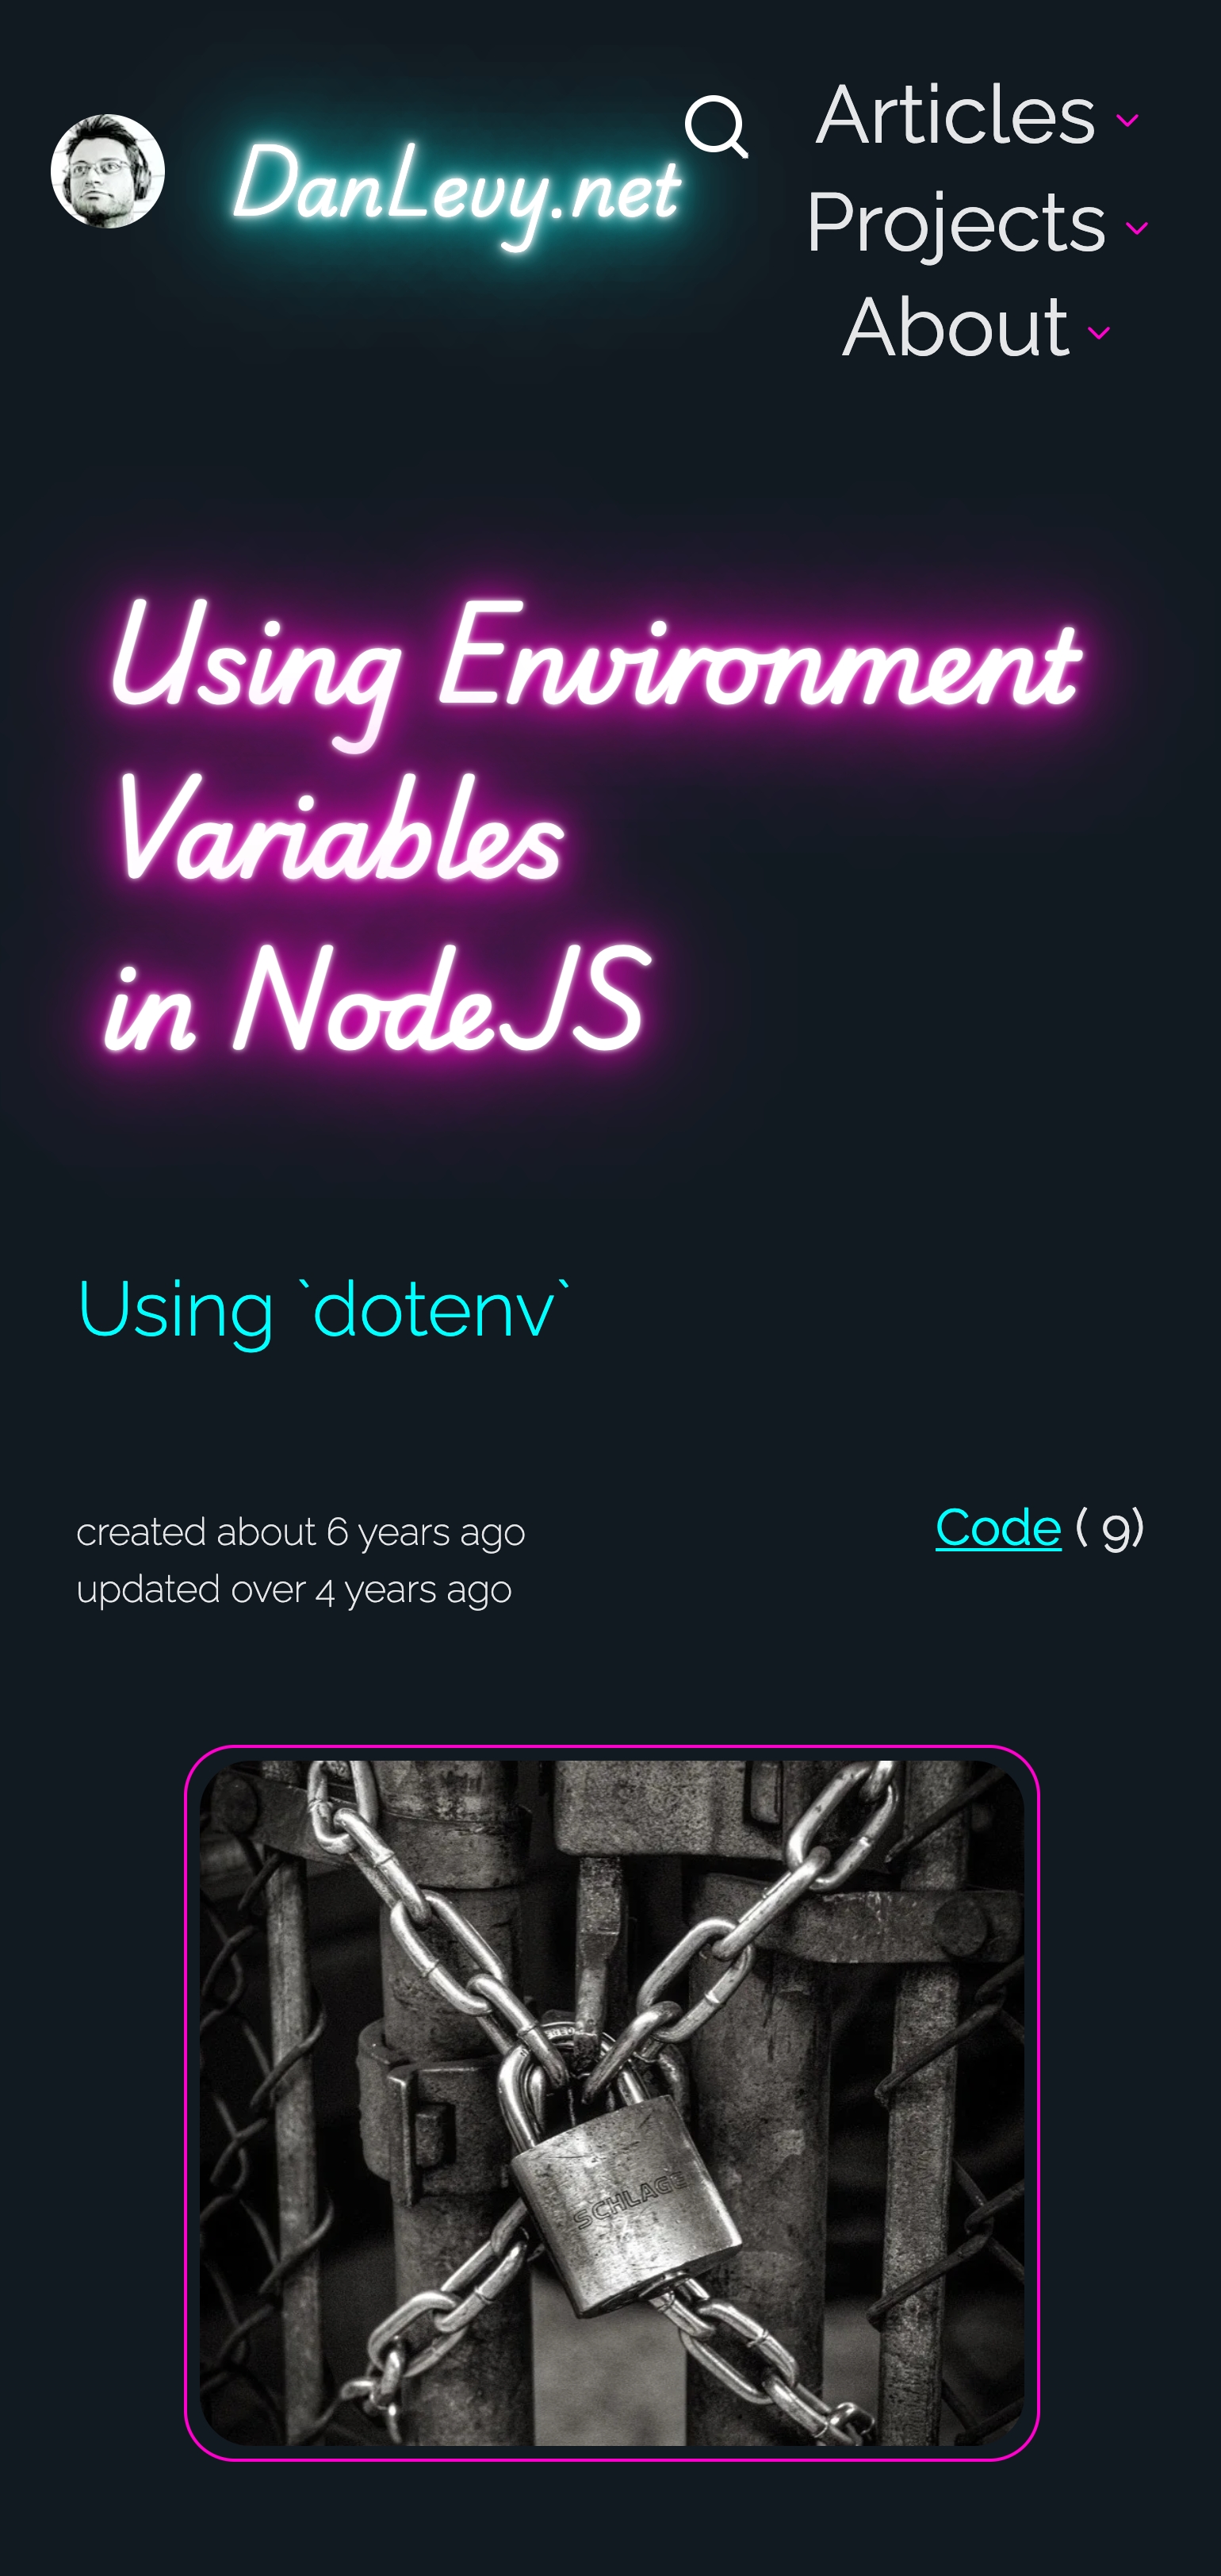 DanLevy.net
Articles
Projects
About
Using Environment
Variables
in NodeJS
Using `dotenv`
created about 6 years ago
updated over 4 years ago
Code ( 9)
SCHLAGE